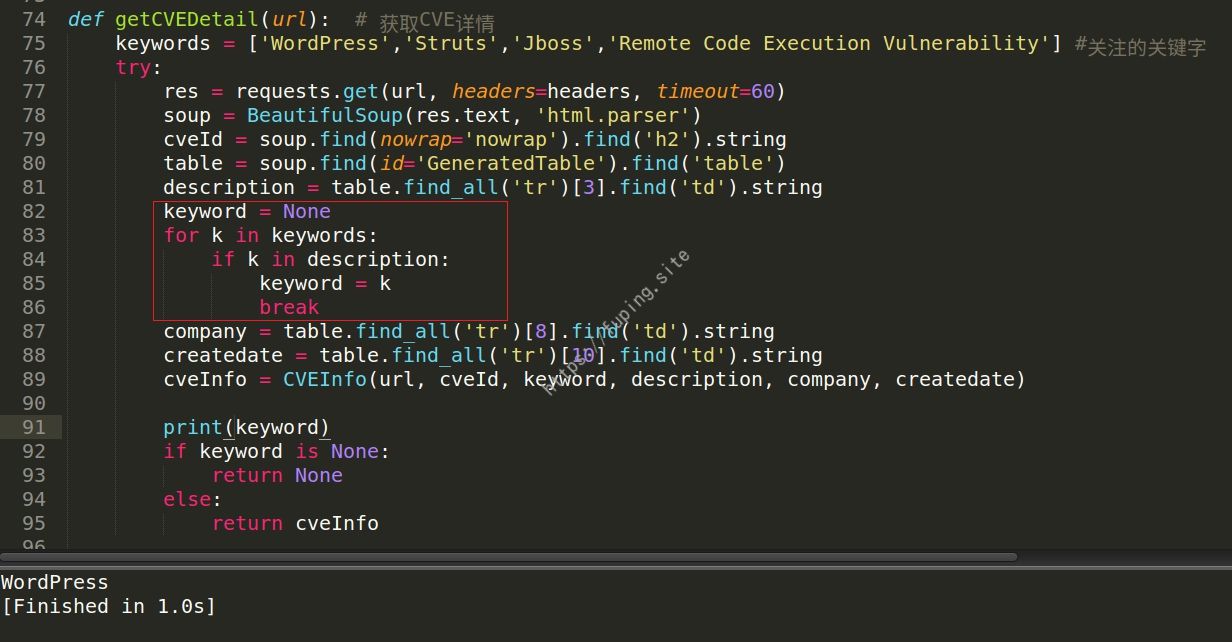 74 def getCVEDetail(url):  # 获取CVE详情
75     keywords = ['WordPress','Struts','Jboss','Remote Code Execution Vulnerability'] #关注的关键字
76     try:
77         res = requests.get(url, headers=headers, timeout=60)
78         soup = BeautifulSoup(res.text, 'html.parser')
79         cveId = soup.find(nowrap='nowrap').find('h2').string
80         table = soup.find(id='GeneratedTable').find('table')
81         description = table.find_all('tr')[3].find('td').string
82         keyword = None
83         for k in keywords:
84             if k in description:
85                 keyword = k
86                 break
87         company = table.find_all('tr')[8].find('td').string
88         createdate = table.find_all('tr')[10].find('td').string
89         cveInfo = CVEInfo(url, cveId, keyword, description, company, createdate)
90
91         print(keyword)
92         if keyword is None:
93             return None
94         else:
95             return cveInfo
96
https://fuping.site
WordPress
[Finished in 1.0s]